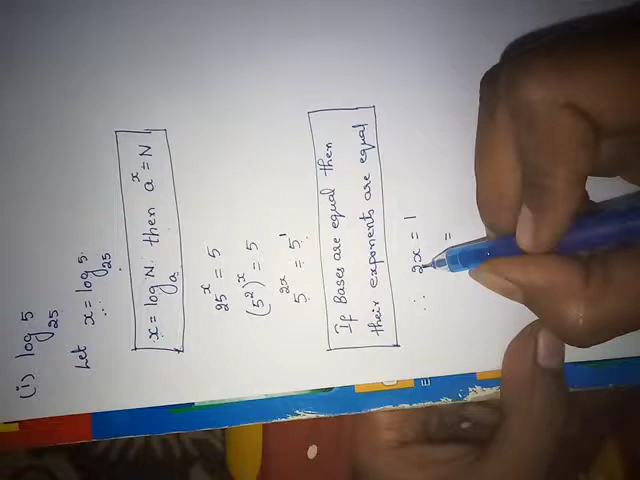 (i) log₂₅ 5
Let x = log₂₅ 5
x = logₐ N then aˣ = N
25ˣ = 5
(5²)ˣ = 5
5²ˣ = 5¹
If Bases are equal then
their exponents are equal
∴ 2x = 1
=